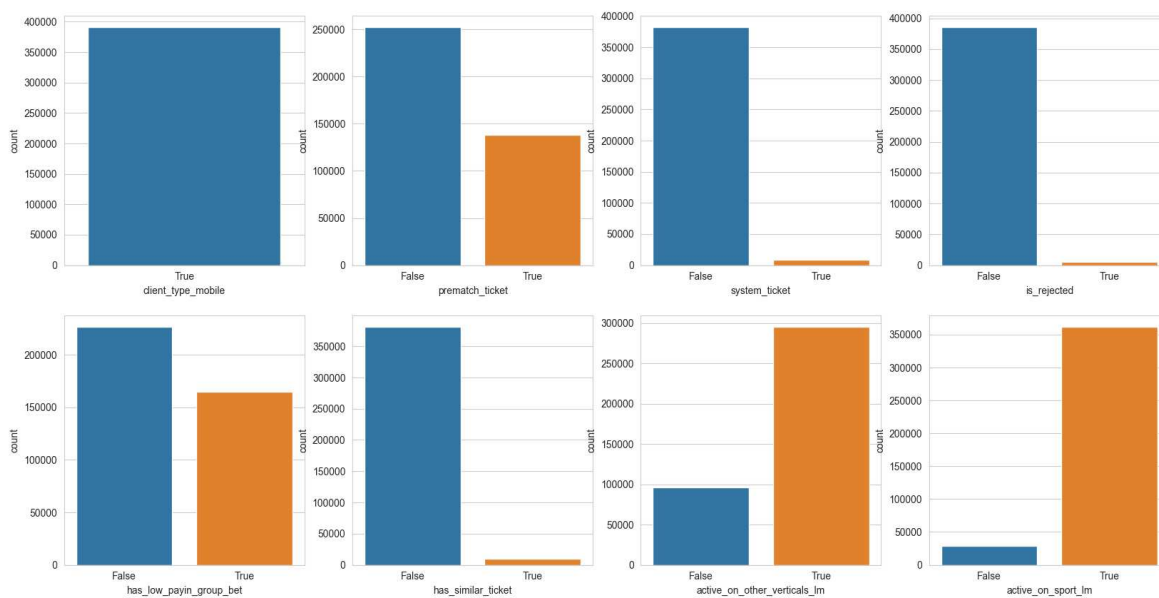 400000
350000
300000
250000
200000
150000
100000
50000
0
count
True
client_type_mobile
250000
200000
150000
100000
50000
0
count
False True
prematch_ticket
400000
350000
300000
250000
200000
150000
100000
50000
0
count
False True
system_ticket
400000
350000
300000
250000
200000
150000
100000
50000
0
count
False True
is_rejected
200000
150000
100000
50000
0
count
False True
has_low_payin_group_bet
350000
300000
250000
200000
150000
100000
50000
0
count
False True
has_similar_ticket
300000
250000
200000
150000
100000
50000
0
count
False True
active_on_other_verticals_lm
350000
300000
250000
200000
150000
100000
50000
0
count
False True
active_on_sport_lm